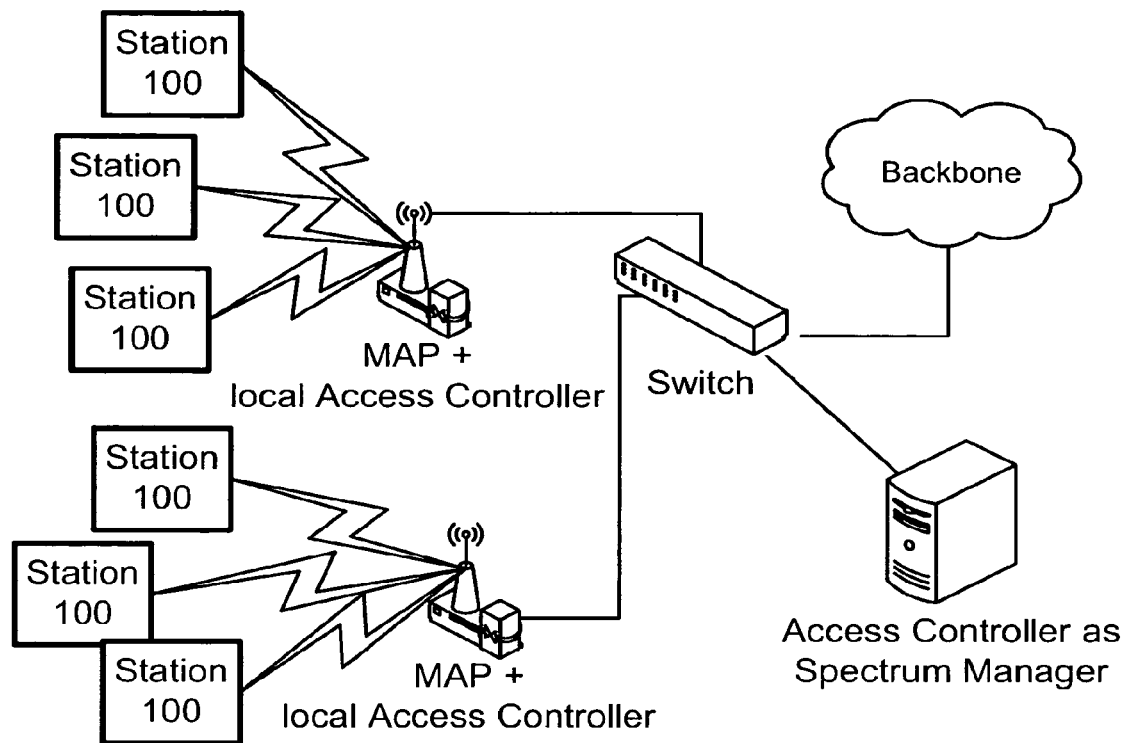 Station
100
Station
100
Station
100
MAP +
local Access Controller
Backbone
Switch
Station
100
Station
100
Station
100
MAP +
local Access Controller
Access Controller as
Spectrum Manager